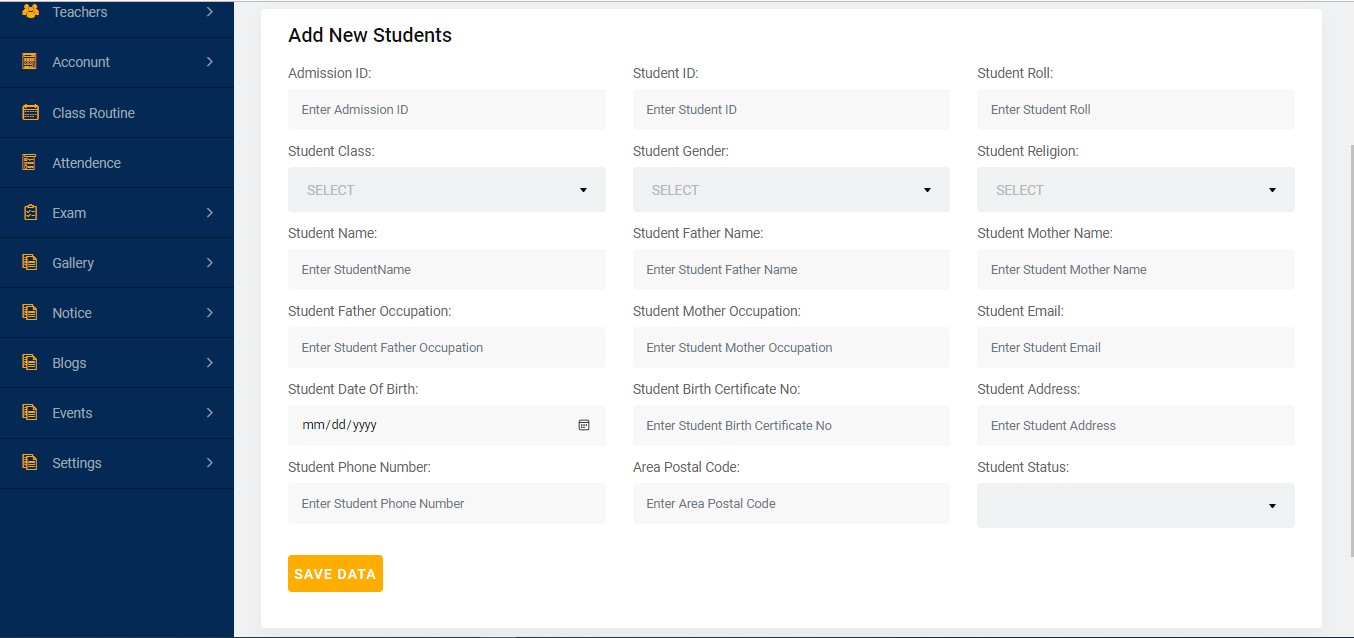 Teachers
Acconunt
Class Routine
Attendence
Exam
Gallery
Notice
Blogs
Events
Settings
Add New Students
Admission ID: Student ID: Student Roll:
Enter Admission ID Enter Student ID Enter Student Roll
Student Class: Student Gender: Student Religion:
SELECT SELECT SELECT
Student Name: Student Father Name: Student Mother Name:
Enter StudentName Enter Student Father Name Enter Student Mother Name
Student Father Occupation: Student Mother Occupation: Student Email:
Enter Student Father Occupation Enter Student Mother Occupation Enter Student Email
Student Date Of Birth: Student Birth Certificate No: Student Address:
mm/dd/yyyy Enter Student Birth Certificate No Enter Student Address
Student Phone Number: Area Postal Code: Student Status:
Enter Student Phone Number Enter Area Postal Code
SAVE DATA